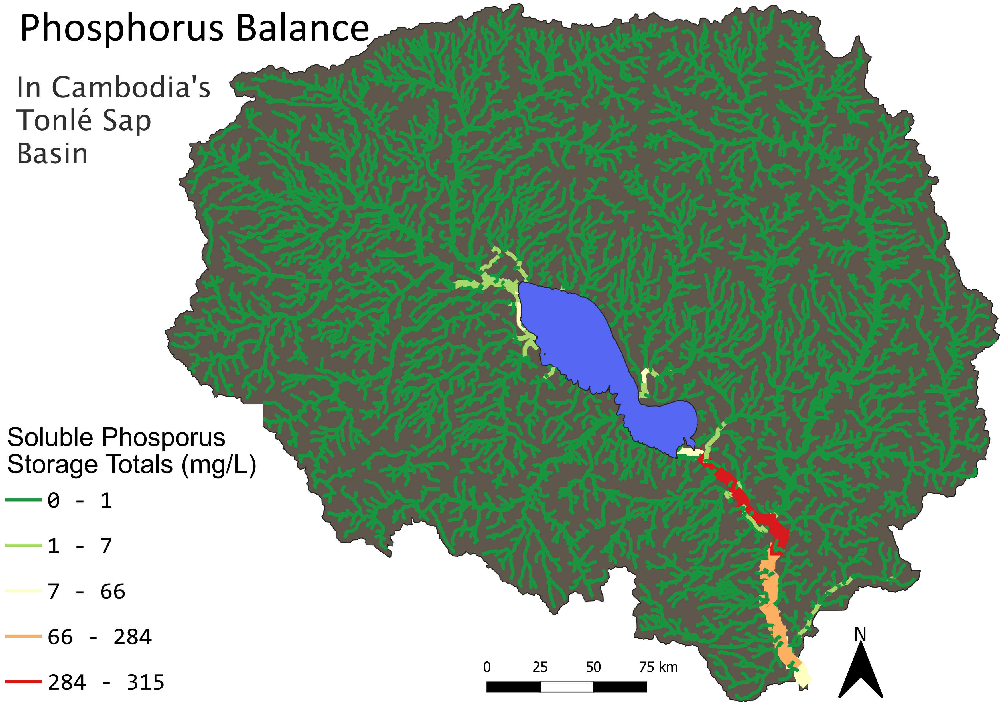 Phosphorus Balance
In Cambodia's
Tonlé Sap
Basin
Soluble Phosporus
Storage Totals (mg/L)
0 - 1
1 - 7
7 - 66
66 - 284
284 - 315
N
0 25 50 75 km